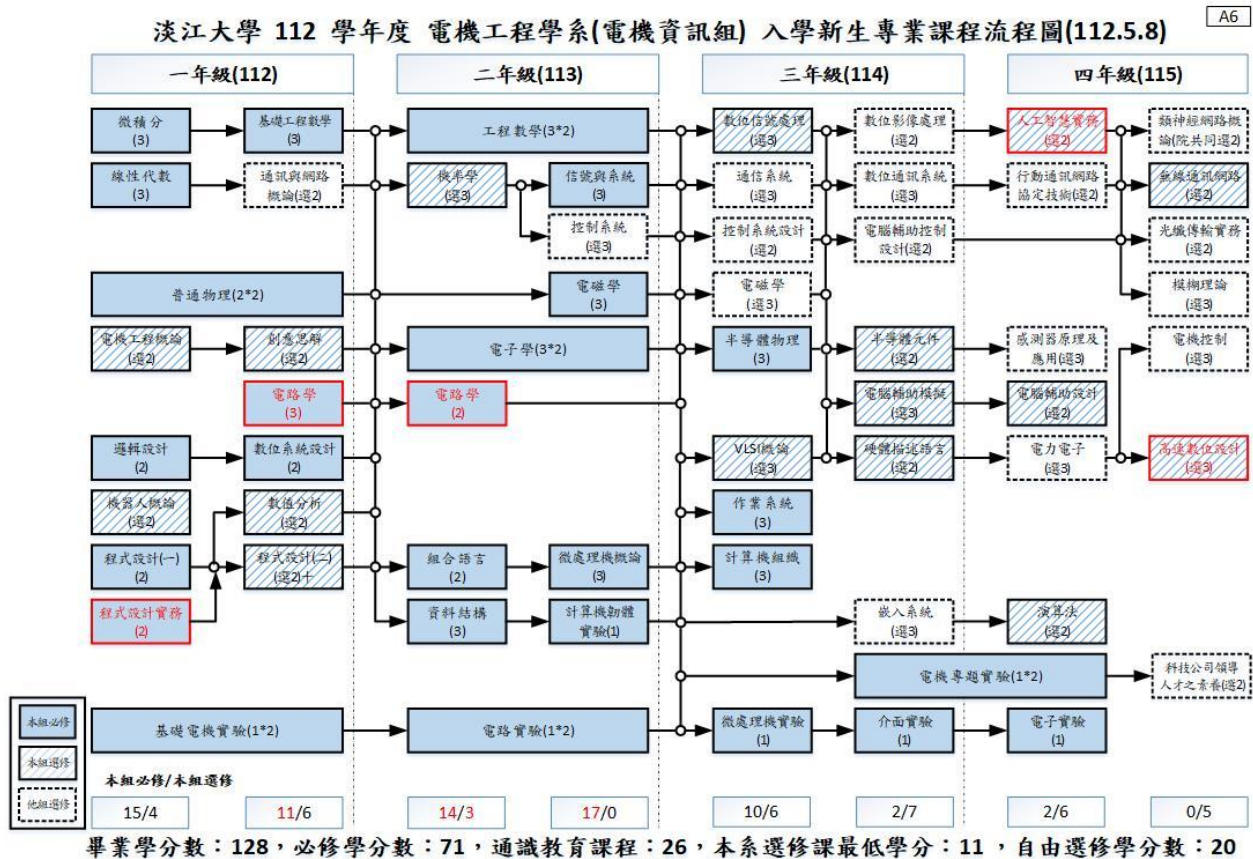 A6
淡江大學 112 學年度 電機工程學系(電機資訊組) 入學新生專業課程流程圖(112.5.8)
一年級(112)
二年級(113)
三年級(114)
四年級(115)
微積分
(3)
基礎工程數學
(3)
工程數學(3*2)
數位信號處理
(選3)
數位影像處理
(選2)
人工智慧實務
(選2)
類神經網路概
論(院共同選2)
線性代數
(3)
通訊與網路
概論(選2)
機率學
(選3)
信號與系統
(3)
通信系統
(選3)
數位通訊系統
(選3)
行動通訊網路
協定技術(選2)
無線通訊網路
(選2)
控制系統
(選3)
控制系統設計
(選2)
電腦輔助控制
設計(選2)
光纖傳輸實務
(選2)
普通物理(2*2)
電磁學
(3)
電磁學
(選3)
模糊理論
(選3)
電機工程概論
(選2)
創意思解
(選2)
電子學(3*2)
半導體物理
(3)
半導體元件
(選2)
感測器原理及
應用(選3)
電機控制
(選3)
電路學
(3)
電路學
(2)
電腦輔助模擬
(選3)
電腦輔助設計
(選2)
邏輯設計
(2)
數位系統設計
(2)
VLSI概論
(選3)
硬體描述語言
(選2)
電力電子
(選3)
高速數位設計
(選3)
機器人概論
(選2)
數值分析
(選2)
作業系統
(3)
程式設計(一)
(2)
程式設計(二)
(選2)十
組合語言
(2)
微處理機概論
(3)
計算機組織
(3)
程式設計實務
(2)
資料結構
(3)
計算機韌體
實驗(1)
嵌入系統
(選3)
演算法
(選2)
電機專題實驗(1*2)
科技公司領導
人才之素養(選2)
本組必修
本組選修
他組選修
基礎電機實驗(1*2)
電路實驗(1*2)
微處理機實驗
(1)
介面實驗
(1)
電子實驗
(1)
本組必修/本組選修
15/4
11/6
14/3
17/0
10/6
2/7
2/6
0/5
畢業學分數：128，必修學分數：71，通識教育課程：26，本系選修課最低學分：11 ，自由選修學分數：20